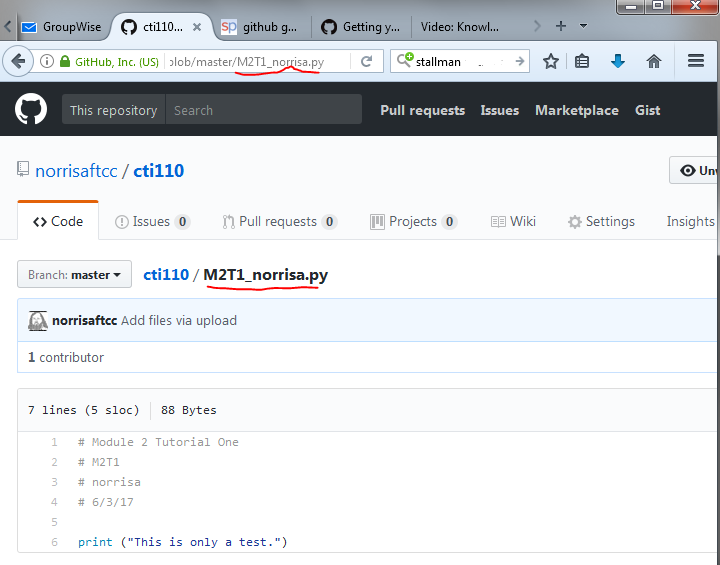 GroupWise cti110... github g... Getting y... Video: Knowl...
GitHub, Inc. (US) blob/master/M2T1_norrisa.py stallman
This repository Search Pull requests Issues Marketplace Gist
norrisaftcc / cti110
Code Issues 0 Pull requests 0 Projects 0 Wiki Settings Insights
Branch: master cti110 / M2T1_norrisa.py
norrisaftcc Add files via upload
1 contributor
7 lines (5 sloc) 88 Bytes
1 # Module 2 Tutorial One
2 # M2T1
3 # norrisa
4 # 6/3/17
5
6 print ("This is only a test.")